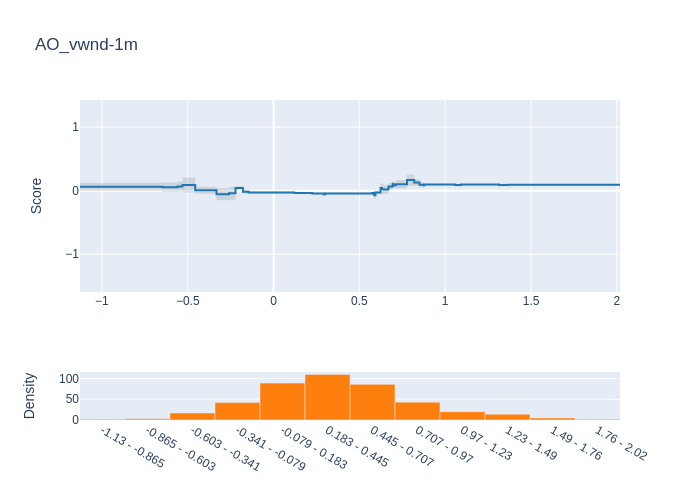 AO_vwnd-1m
Score
1
0
−1
−1
−0.5
0
0.5
1
1.5
2
Density
100
50
0
-1.13 - -0.865
-0.865 - -0.603
-0.603 - -0.341
-0.341 - -0.079
-0.079 - 0.183
0.183 - 0.445
0.445 - 0.707
0.707 - 0.97
0.97 - 1.23
1.23 - 1.49
1.49 - 1.76
1.76 - 2.02